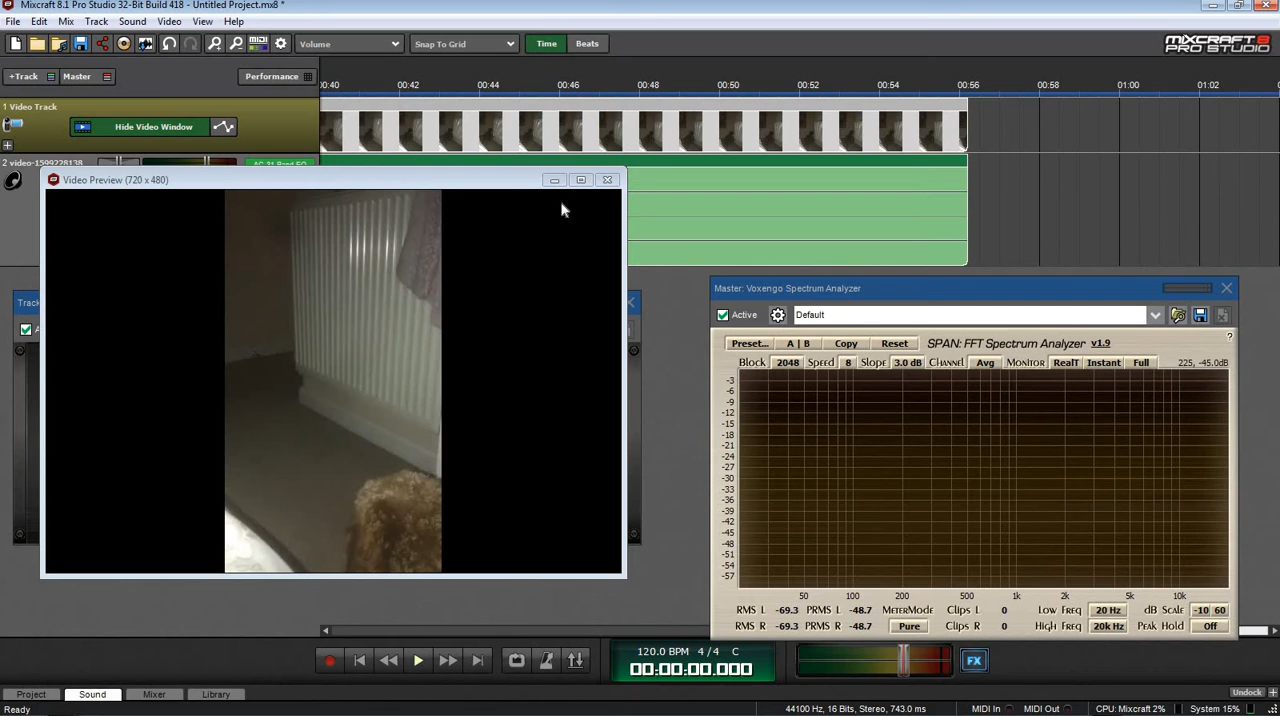 Mixcraft 8.1 Pro Studio 32-Bit Build 418 - Untitled Project.mx8 *
File Edit Mix Track Sound Video View Help
Volume Snap To Grid Time Beats MIXCRAFT 8 PRO STUDIO
+Track Master Performance
:40 00:42 00:44 00:46 00:48 00:50 00:52 00:54 00:56 00:58 01:00 01:02
1 Video Track
Hide Video Window
2 video-1599228138
Video Preview (720 x 480)
Master: Voxengo Spectrum Analyzer
Track
Active Default
Preset... A | B Copy Reset SPAN: FFT Spectrum Analyzer v1.9 ?
Block 2048 Speed 8 Slope 3.0 dB Channel Avg Monitor RealT Instant Full 225, -45.0dB
-3
-6
-9
-12
-15
-18
-21
-24
-27
-30
-33
-36
-39
-42
-45
-48
-51
-54
-57
50 100 200 500 1k 2k 5k 10k
RMS L -69.3 PRMS L -48.7 MeterMode Clips L 0 Low Freq 20 Hz dB Scale -10 60
RMS R -69.3 PRMS R -48.7 Pure Clips R 0 High Freq 20k Hz Peak Hold Off
120.0 BPM 4 / 4 C
00:00:00.000
FX
Project Sound Mixer Library Undock
Ready 44100 Hz, 16 Bits, Stereo, 743.0 ms. MIDI In MIDI Out CPU: Mixcraft 2% System 15%